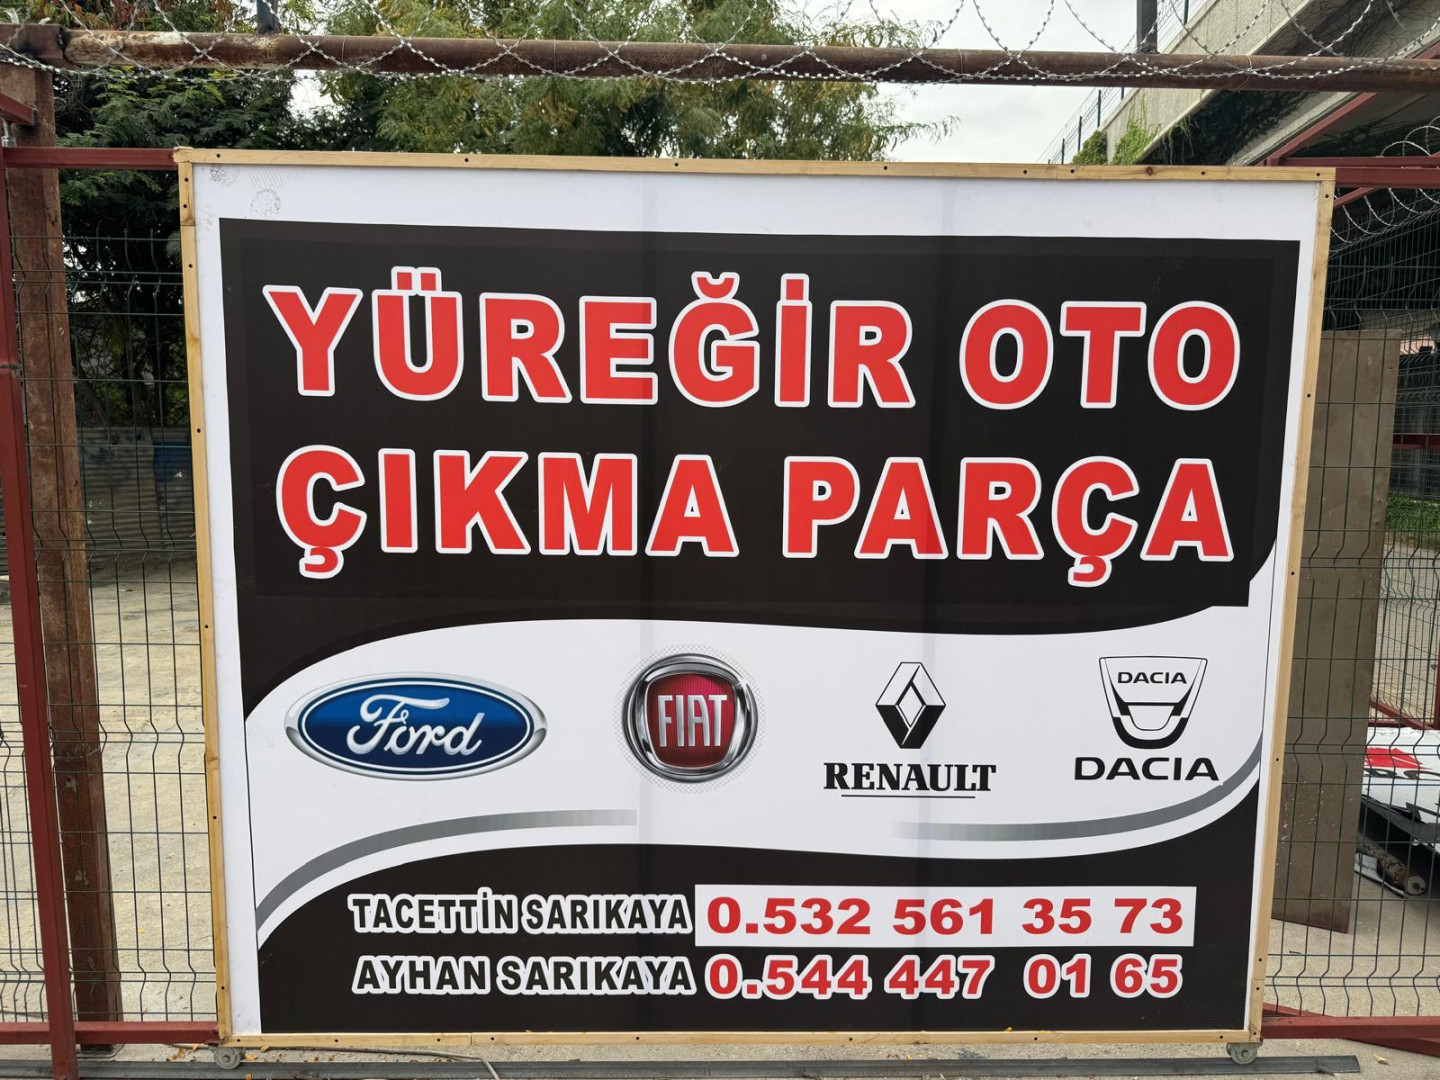 YÜREĞİR OTO
ÇIKMA PARÇA
Ford
FIAT
RENAULT
DACIA
DACIA
TACETTİN SARIKAYA 0.532 561 35 73
AYHAN SARIKAYA 0.544 447 01 65